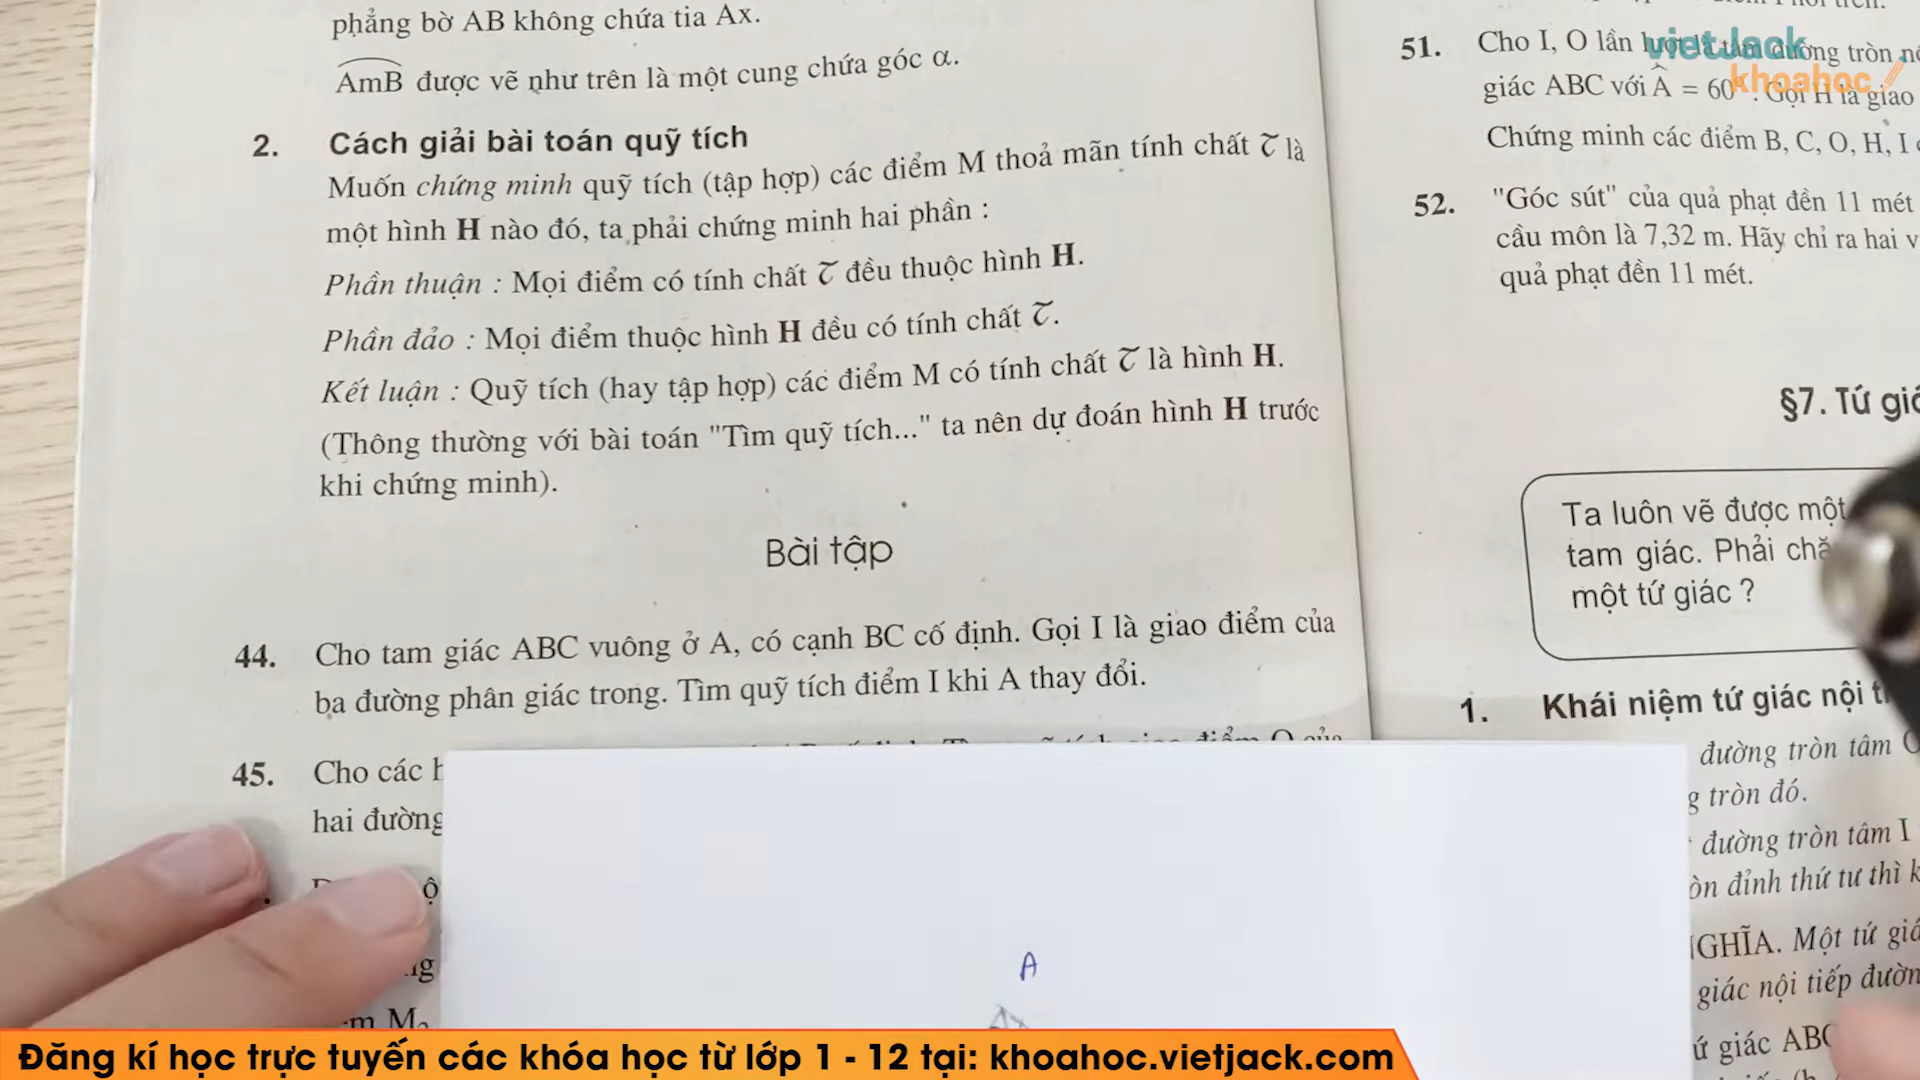 phẳng bờ AB không chứa tia Ax.
AmB được vẽ như trên là một cung chứa góc α.
2. Cách giải bài toán quỹ tích
Muốn chứng minh quỹ tích (tập hợp) các điểm M thoả mãn tính chất 𝜏 là
một hình H nào đó, ta phải chứng minh hai phần :
Phần thuận : Mọi điểm có tính chất 𝜏 đều thuộc hình H.
Phần đảo : Mọi điểm thuộc hình H đều có tính chất 𝜏.
Kết luận : Quỹ tích (hay tập hợp) các điểm M có tính chất 𝜏 là hình H.
(Thông thường với bài toán "Tìm quỹ tích..." ta nên dự đoán hình H trước
khi chứng minh).
Bài tập
44. Cho tam giác ABC vuông ở A, có cạnh BC cố định. Gọi I là giao điểm của
ba đường phân giác trong. Tìm quỹ tích điểm I khi A thay đổi.
45. Cho các
hai đường
A
51. Cho I, O lần lượt là tâm đường tròn
giác ABC với Â = 60°. Gọi H là giao
Chứng minh các điểm B, C, O, H, I
52. "Góc sút" của quả phạt đền 11 mét
cầu môn là 7,32 m. Hãy chỉ ra hai
quả phạt đền 11 mét.
§7. Tứ
Ta luôn vẽ được một
tam giác. Phải
một tứ giác ?
1. Khái niệm tứ giác nội
đường tròn tâm
tròn đó.
đường tròn tâm I
đỉnh thứ tư thì
NGHĨA. Một tứ
giác nội tiếp
giác
vietJack
khoahoc
Đăng kí học trực tuyến các khóa học từ lớp 1 - 12 tại: khoahoc.vietjack.com